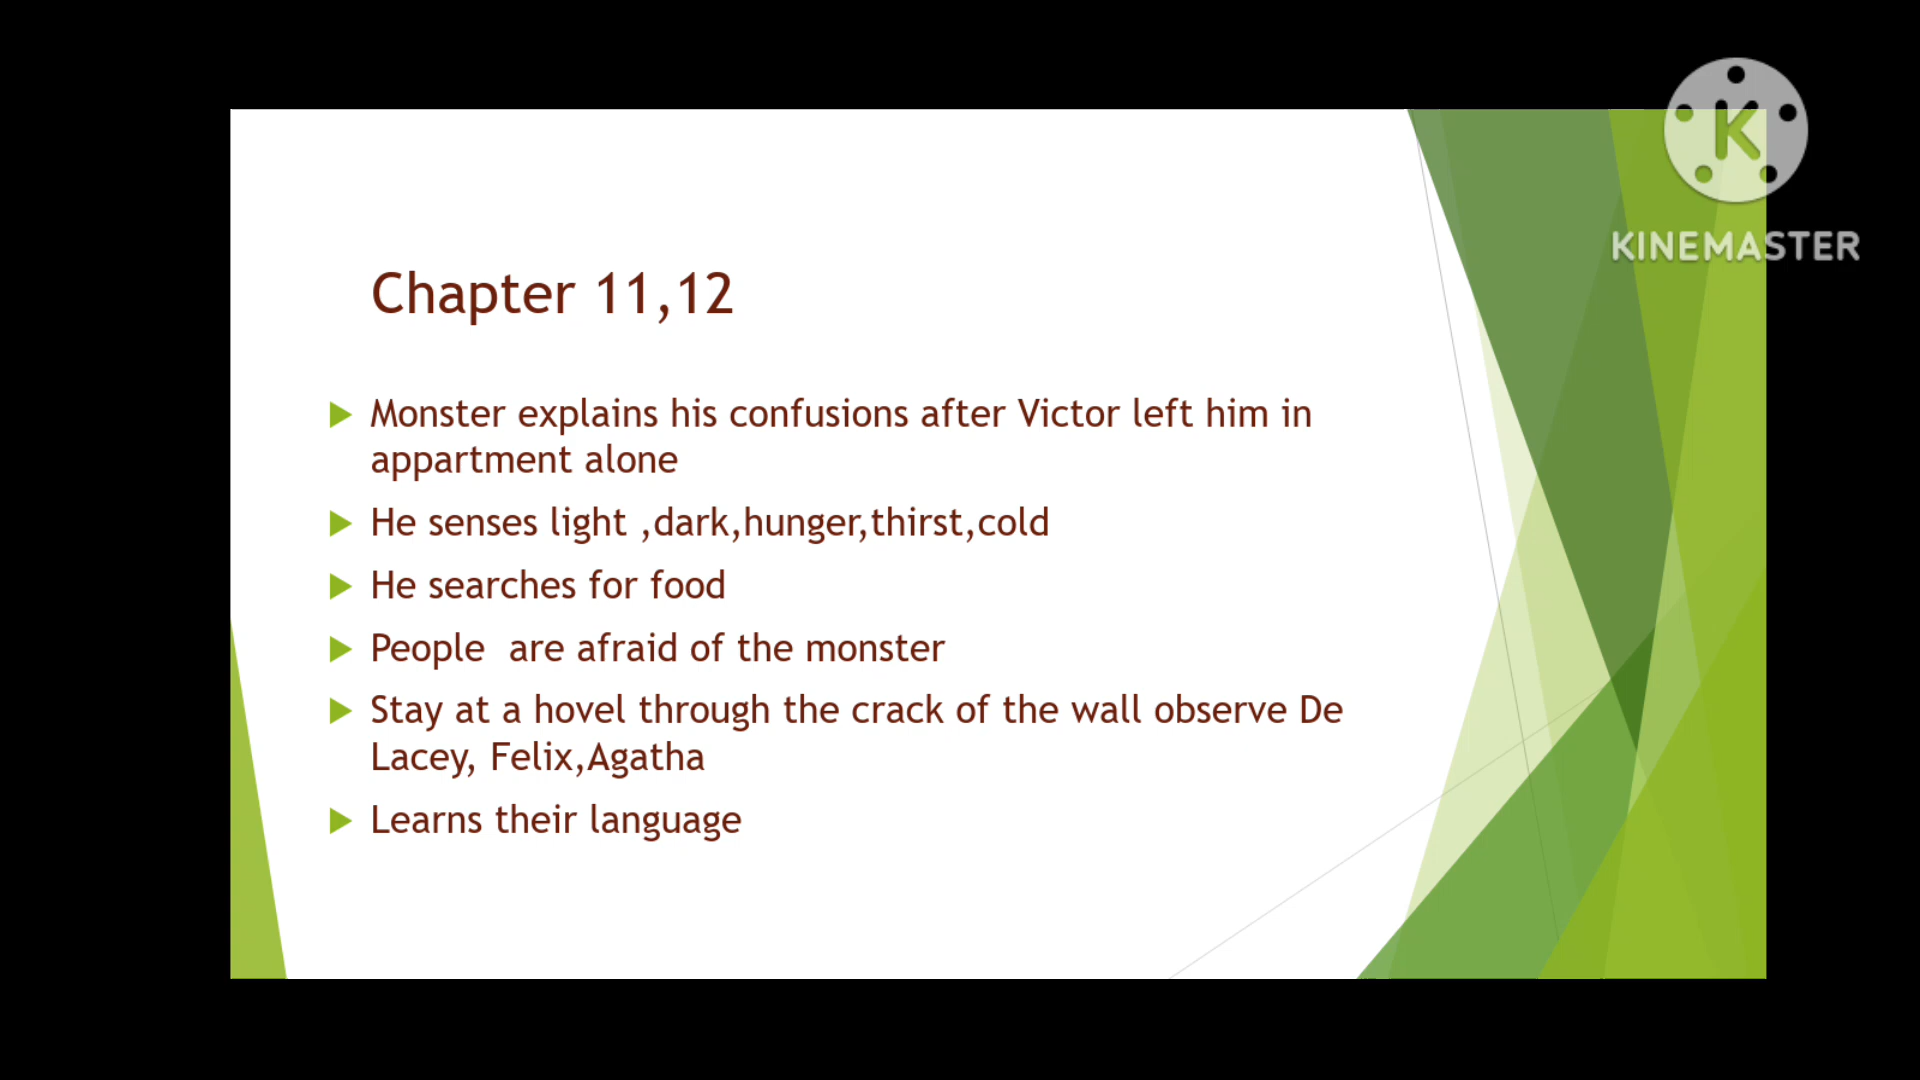 K
KINEMASTER
Chapter 11,12
Monster explains his confusions after Victor left him in
appartment alone
He senses light ,dark,hunger,thirst,cold
He searches for food
People  are afraid of the monster
Stay at a hovel through the crack of the wall observe De
Lacey, Felix,Agatha
Learns their language